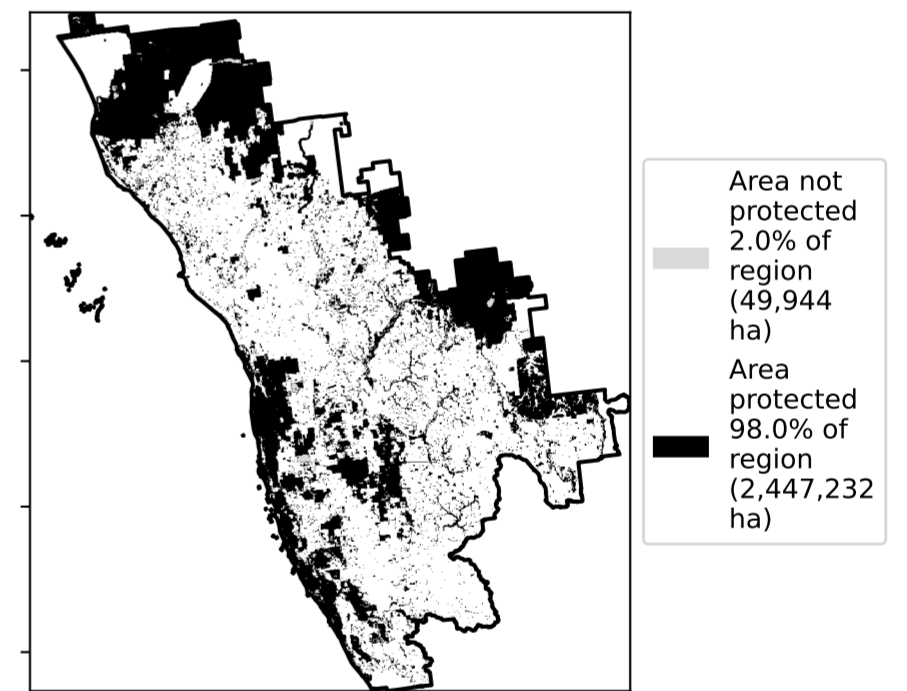 Area not
protected
2.0% of
region
(49,944
ha)
Area
protected
98.0% of
region
(2,447,232
ha)